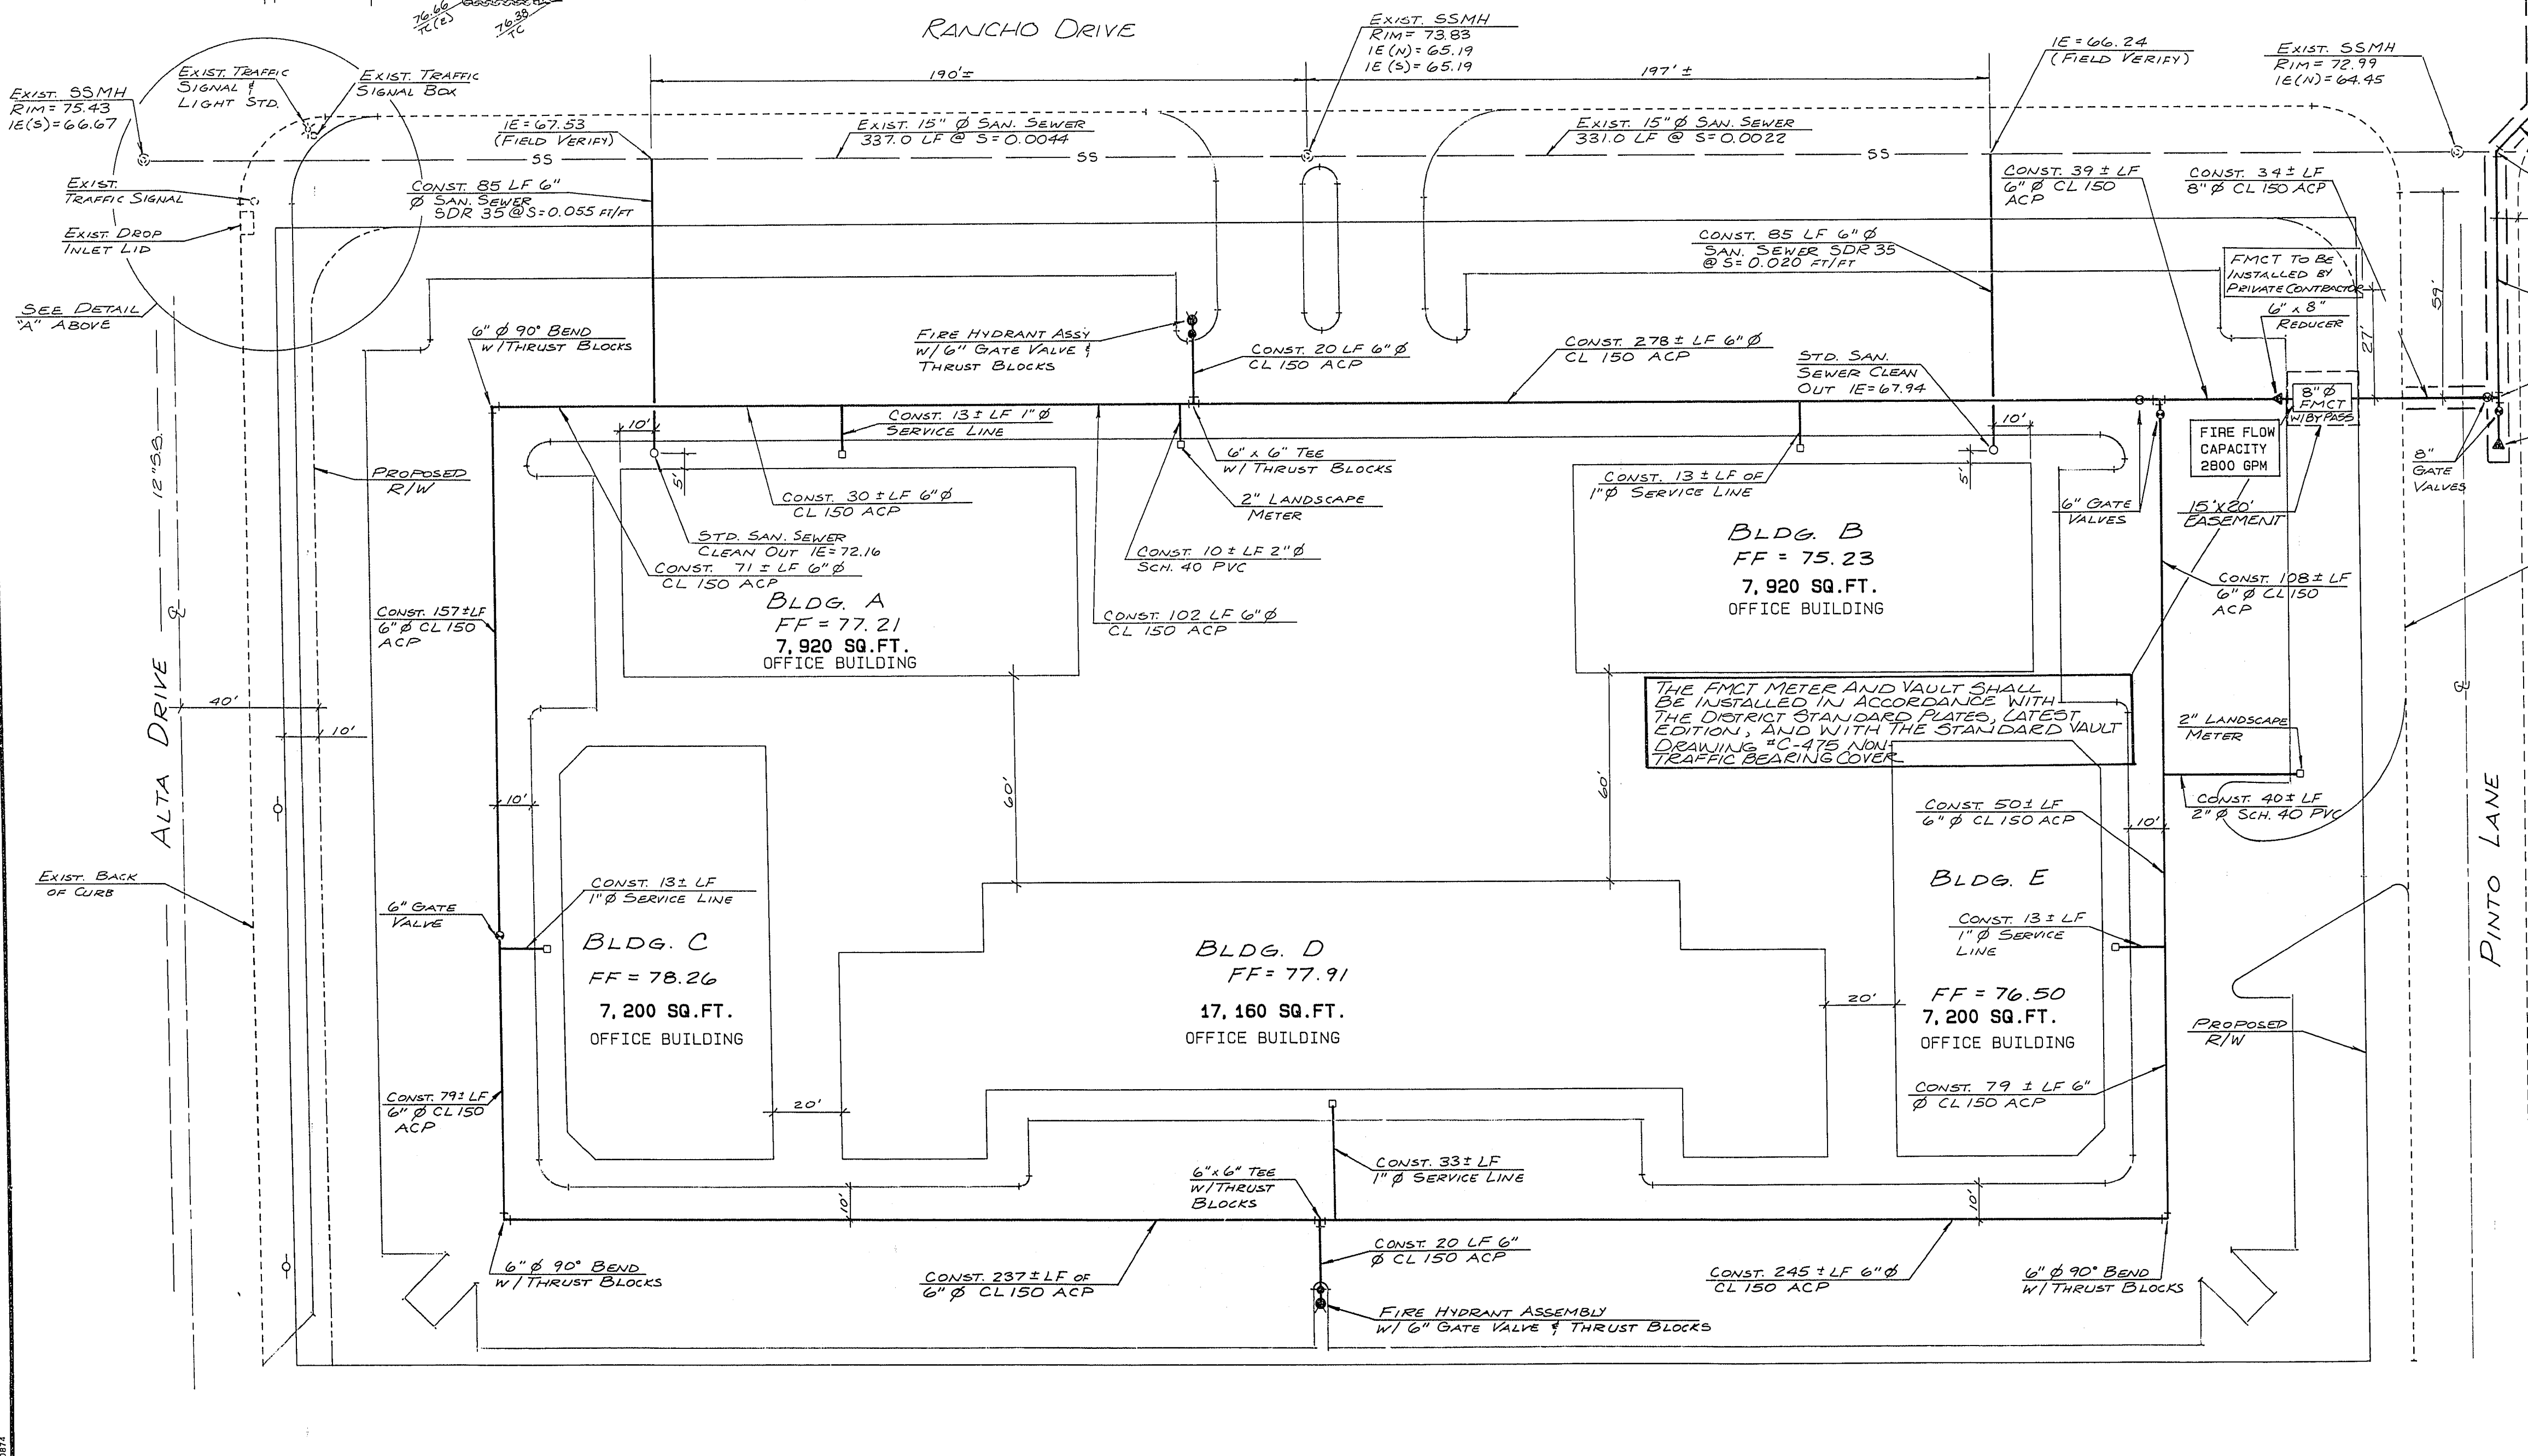 76.66
TC(E)
76.38
TC
RANCHO DRIVE
EXIST. SSMH
RIM = 73.83
IE (N) = 65.19
IE (S) = 65.19
190'±
197' ±
IE = 66.24
(FIELD VERIFY)
EXIST. SSMH
RIM = 72.99
IE(N) = 64.45
EXIST. SSMH
RIM = 75.43
IE(S) = 66.67
EXIST. TRAFFIC
SIGNAL &
LIGHT STD.
EXIST. TRAFFIC
SIGNAL BOX
IE = 67.53
(FIELD VERIFY)
EXIST. 15" Ø SAN. SEWER
337.0 LF @ S = 0.0044
EXIST. 15" Ø SAN. SEWER
331.0 LF @ S = 0.0022
SS
SS
SS
EXIST.
TRAFFIC SIGNAL
EXIST. DROP
INLET LID
SEE DETAIL
"A" ABOVE
CONST. 85 LF 6"
Ø SAN. SEWER
SDR 35 @ S = 0.055 FT/FT
CONST. 39 ± LF
6" Ø CL 150
ACP
CONST. 34 ± LF
8" Ø CL 150 ACP
CONST. 85 LF 6" Ø
SAN. SEWER SDR 35
@ S = 0.020 FT/FT
FMCT TO BE
INSTALLED BY
PRIVATE CONTRACTOR
6" x 8"
REDUCER
59'
27'
6" Ø 90° BEND
W/THRUST BLOCKS
FIRE HYDRANT ASSY
W/ 6" GATE VALVE &
THRUST BLOCKS
CONST. 20 LF 6" Ø
CL 150 ACP
CONST. 278 ± LF 6" Ø
CL 150 ACP
STD. SAN.
SEWER CLEAN
OUT IE = 67.94
8" Ø
FMCT
W/BYPASS
CONST. 13 ± LF 1" Ø
SERVICE LINE
10'
5'
10'
5'
FIRE FLOW
CAPACITY
2800 GPM
8"
GATE
VALVES
6" x 6" TEE
W/ THRUST BLOCKS
CONST. 13 ± LF OF
1" Ø SERVICE LINE
2" LANDSCAPE
METER
6" GATE
VALVES
15' x 20'
EASEMENT
12" S.S.
PROPOSED
R/W
CONST. 30 ± LF 6" Ø
CL 150 ACP
STD. SAN. SEWER
CLEAN OUT IE = 72.16
CONST. 71 ± LF 6" Ø
CL 150 ACP
CONST. 10 ± LF 2" Ø
SCH. 40 PVC
CONST. 102 LF 6" Ø
CL 150 ACP
BLDG. A
FF = 77.21
7,920 SQ.FT.
OFFICE BUILDING
BLDG. B
FF = 75.23
7,920 SQ.FT.
OFFICE BUILDING
CONST. 108 ± LF
6" Ø CL 150
ACP
CONST. 157 ± LF
6" Ø CL 150
ACP
THE FMCT METER AND VAULT SHALL
BE INSTALLED IN ACCORDANCE WITH
THE DISTRICT STANDARD PLATES, LATEST
EDITION, AND WITH THE STANDARD VAULT
DRAWING #C-475 NON-
TRAFFIC BEARING COVER
40'
10'
ALTA DRIVE
2" LANDSCAPE
METER
CONST. 40 ± LF
2" Ø SCH. 40 PVC
10'
60'
60'
10'
CONST. 50 ± LF
6" Ø CL 150 ACP
PINTO LANE
EXIST. BACK
OF CURB
CONST. 13 ± LF
1" Ø SERVICE LINE
6" GATE
VALVE
BLDG. C
FF = 78.26
7,200 SQ.FT.
OFFICE BUILDING
BLDG. D
FF = 77.91
17,160 SQ.FT.
OFFICE BUILDING
BLDG. E
CONST. 13 ± LF
1" Ø SERVICE
LINE
20'
FF = 76.50
7,200 SQ.FT.
OFFICE BUILDING
PROPOSED
R/W
CONST. 79 ± LF
6" Ø CL 150
ACP
20'
CONST. 79 ± LF 6"
Ø CL 150 ACP
6" x 6" TEE
W/THRUST
BLOCKS
CONST. 33 ± LF
1" Ø SERVICE LINE
10'
10'
CONST. 20 LF 6"
Ø CL 150 ACP
6" Ø 90° BEND
W/ THRUST BLOCKS
CONST. 237 ± LF OF
6" Ø CL 150 ACP
CONST. 245 ± LF 6" Ø
CL 150 ACP
6" Ø 90° BEND
W/ THRUST BLOCKS
FIRE HYDRANT ASSEMBLY
W/ 6" GATE VALVE & THRUST BLOCKS